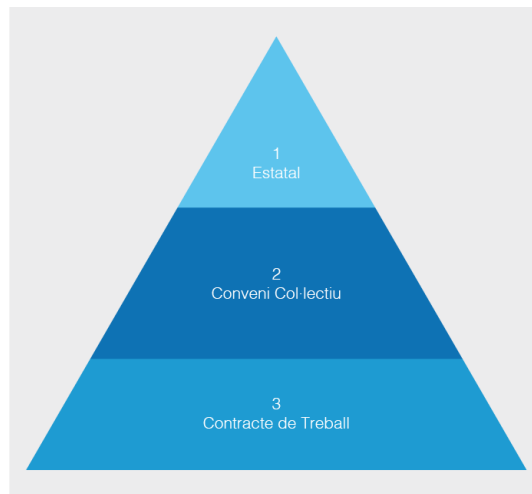 1
Estatal
2
Conveni Col·lectiu
3
Contracte de Treball